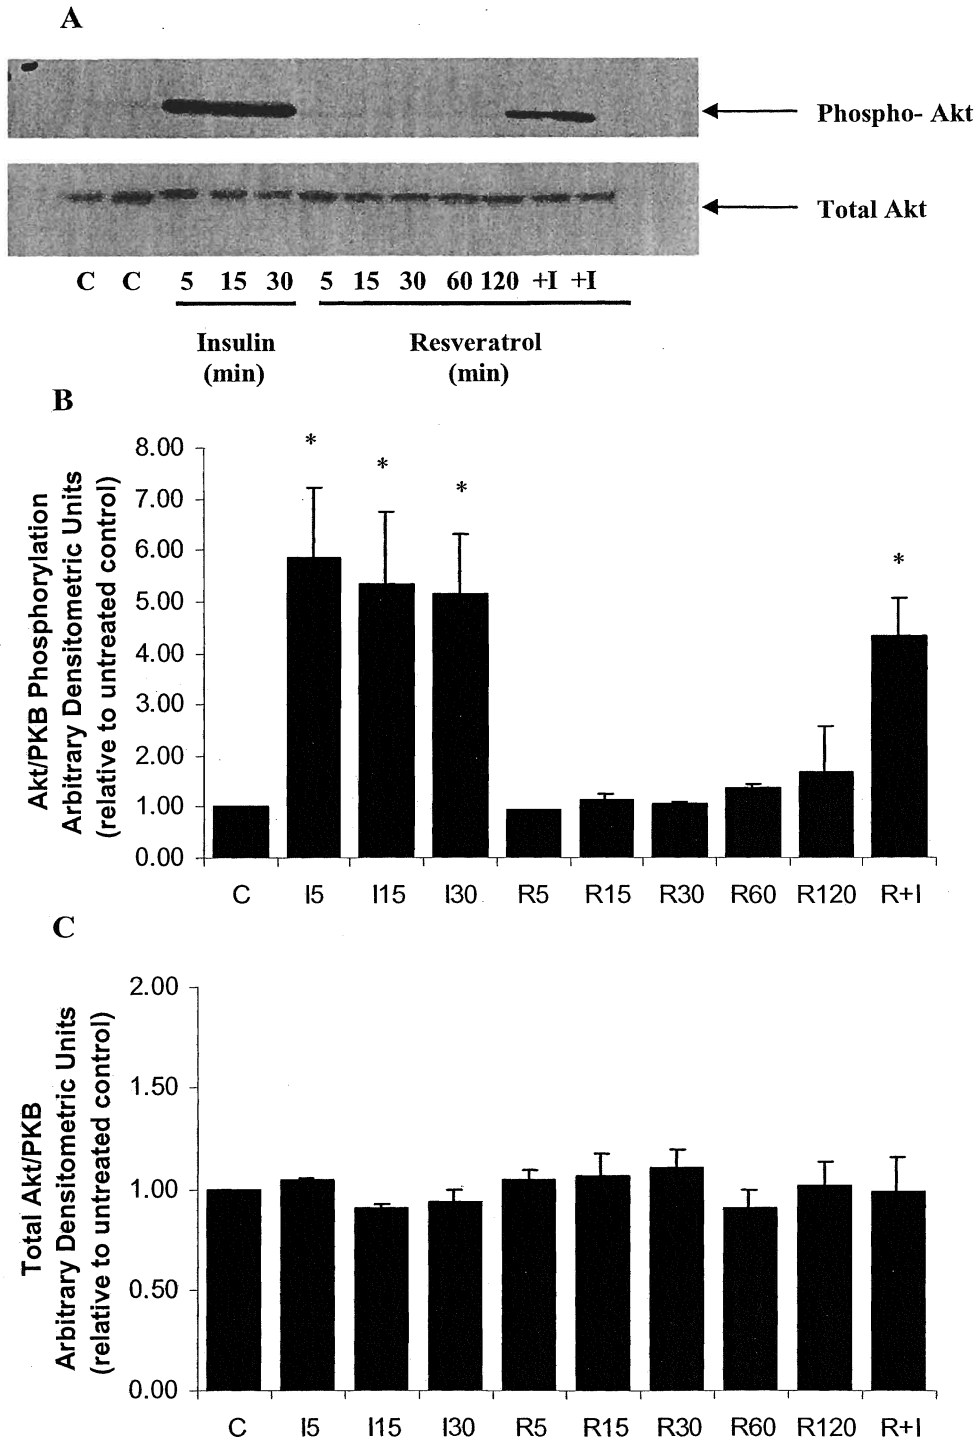 A
Phospho- Akt
Total Akt
C C 5 15 30 5 15 30 60 120 +I +I
Insulin Resveratrol
(min) (min)
B
Akt/PKB Phosphorylation
Arbitrary Densitometric Units
(relative to untreated control)
8.00
7.00
6.00
5.00
4.00
3.00
2.00
1.00
0.00
* * * *
C I5 I15 I30 R5 R15 R30 R60 R120 R+I
C
Total Akt/PKB
Arbitrary Densitometric Units
(relative to untreated control)
2.00
1.50
1.00
0.50
0.00
C I5 I15 I30 R5 R15 R30 R60 R120 R+I